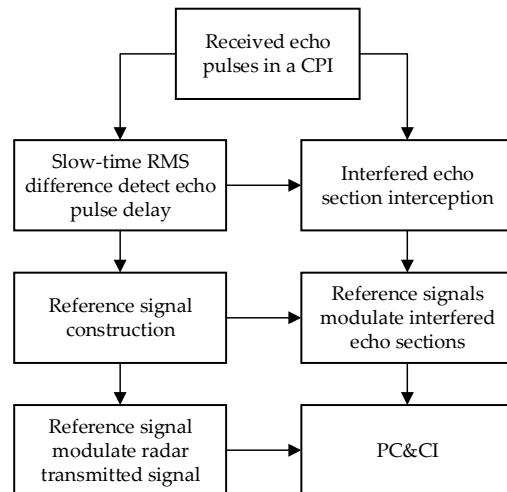 Received echo
pulses in a CPI
Slow-time RMS
difference detect echo
pulse delay
Interfered echo
section interception
Reference signal
construction
Reference signals
modulate interfered
echo sections
Reference signal
modulate radar
transmitted signal
PC&CI